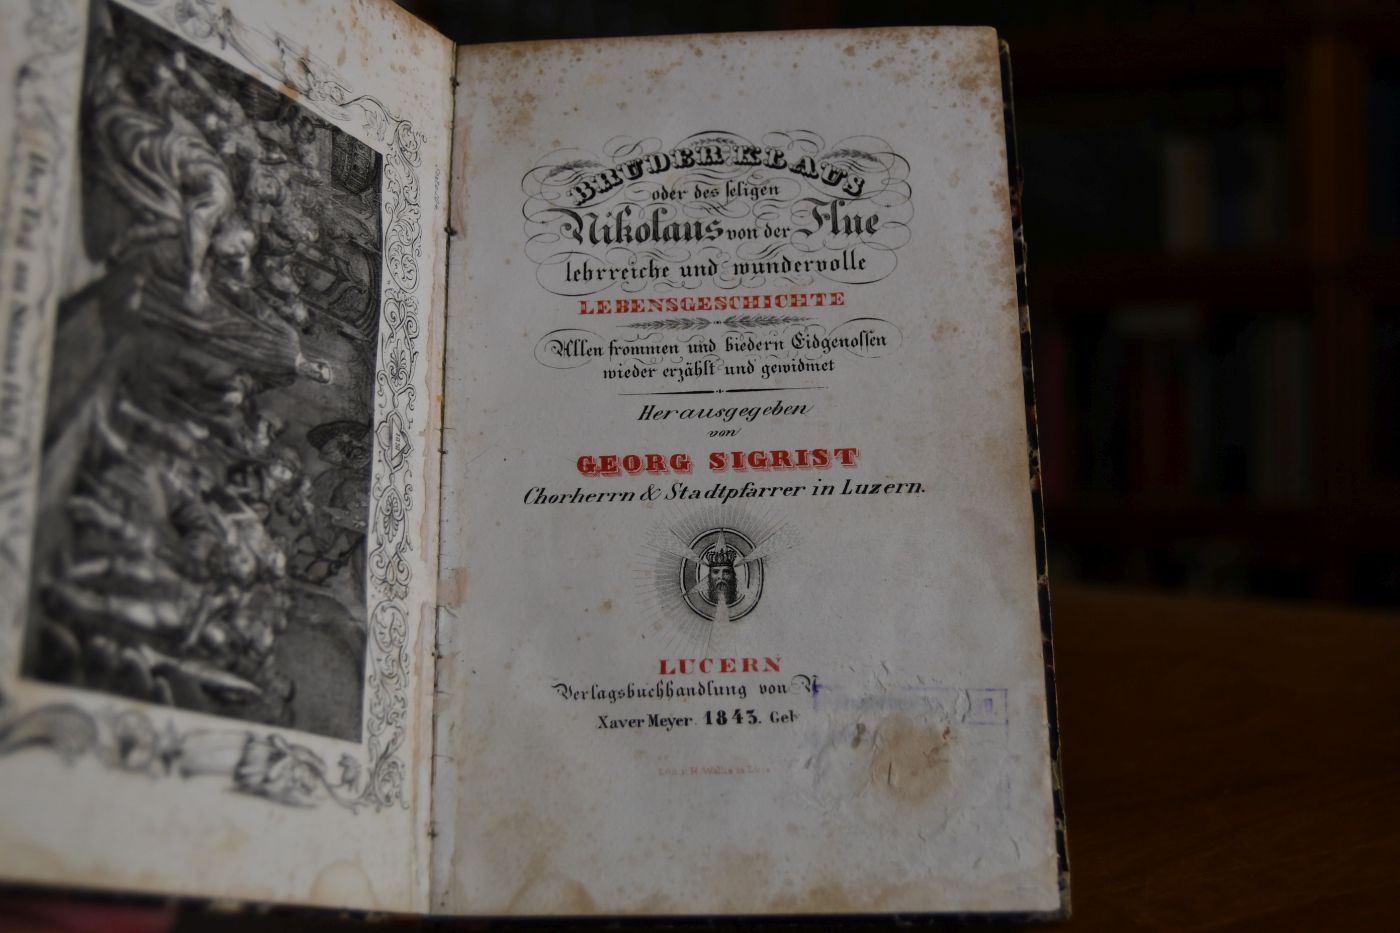 BRUDER KLAUS
oder des seligen
Nikolaus von der Flue
lehrreiche und wundervolle
LEBENSGESCHICHTE
Allen frommen und biedern Eidgenossen
wieder erzählt und gewidmet
Herausgegeben
von
GEORG SIGRIST
Chorherrn & Stadtpfarrer in Luzern.
LUCERN
Verlagsbuchhandlung von
Xaver Meyer. 1843. Geb